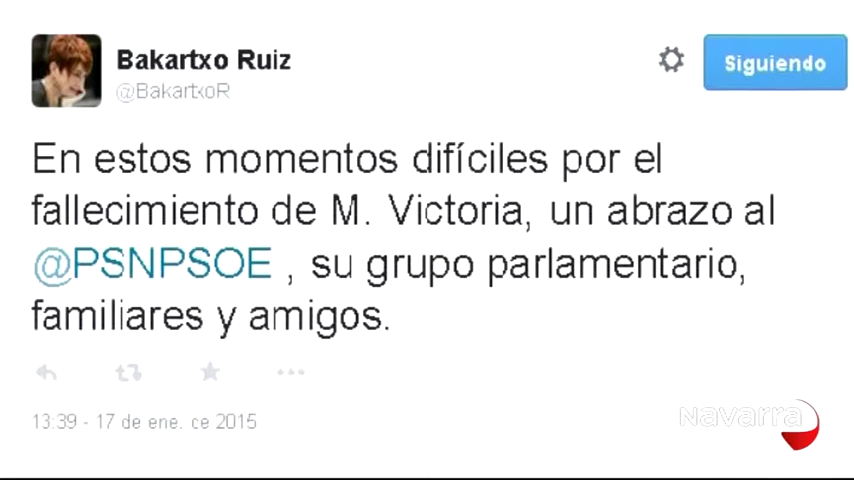 Bakartxo Ruiz
@BakartxoR
Siguiendo
En estos momentos difíciles por el
fallecimiento de M. Victoria, un abrazo al
@PSNPSOE , su grupo parlamentario,
familiares y amigos.
13:39 - 17 de ene. ce 2015
Navarra